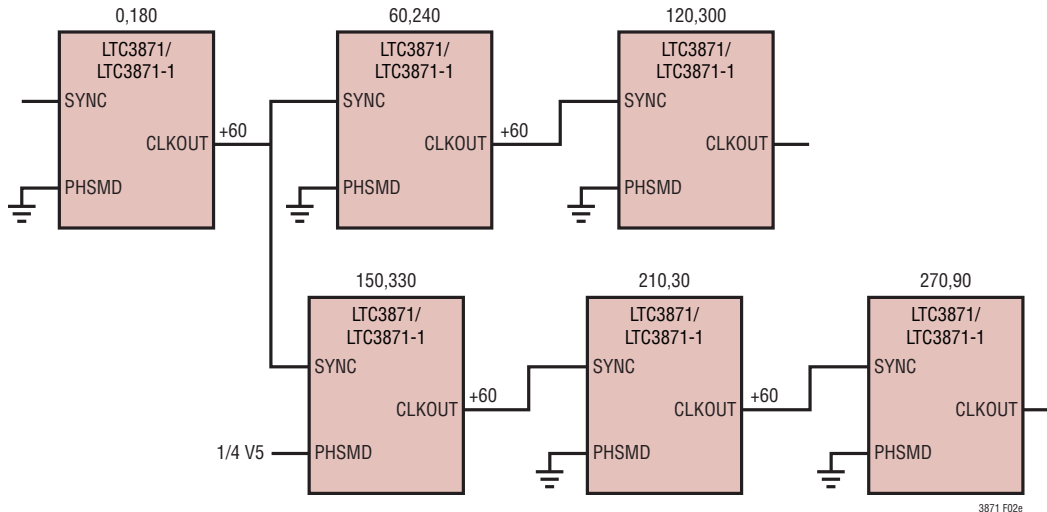 0,180
LTC3871/
LTC3871-1
SYNC
CLKOUT
PHSMD
+60
60,240
LTC3871/
LTC3871-1
SYNC
CLKOUT
PHSMD
+60
120,300
LTC3871/
LTC3871-1
SYNC
CLKOUT
PHSMD
150,330
LTC3871/
LTC3871-1
SYNC
CLKOUT
1/4 V5
PHSMD
+60
210,30
LTC3871/
LTC3871-1
SYNC
CLKOUT
PHSMD
+60
270,90
LTC3871/
LTC3871-1
SYNC
CLKOUT
PHSMD
3871 F02e